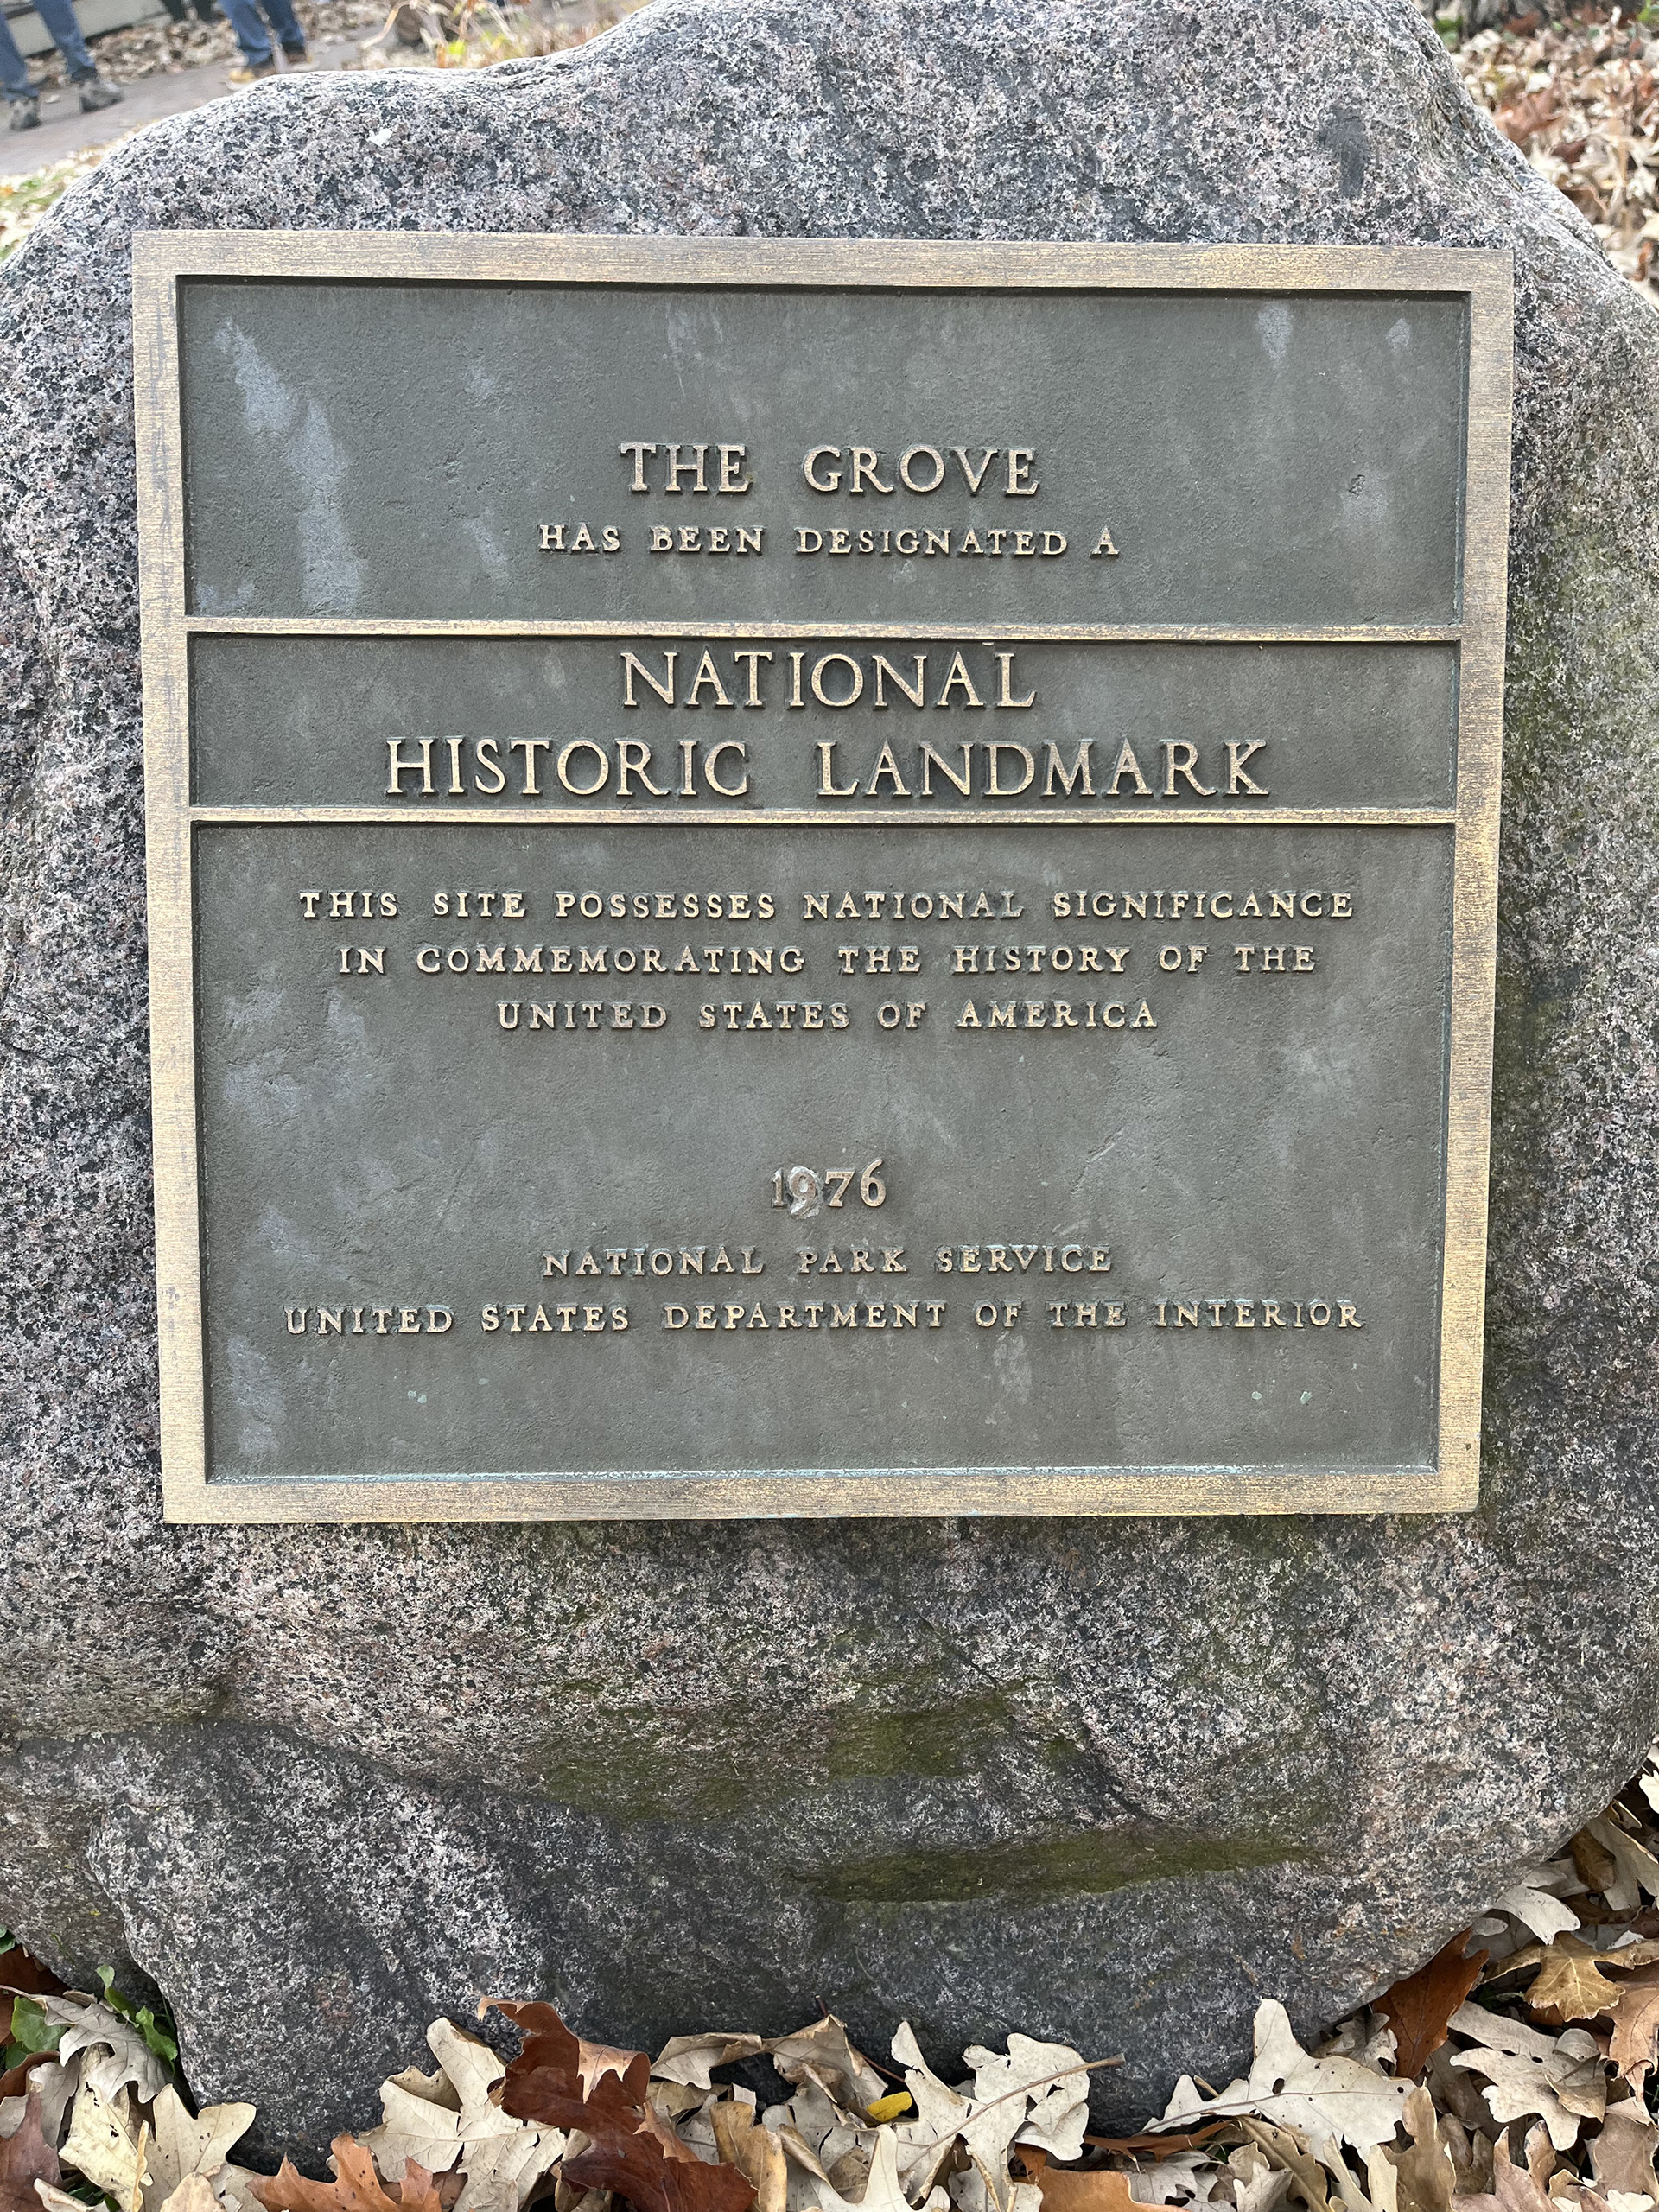 THE GROVE
HAS BEEN DESIGNATED A
NATIONAL
HISTORIC LANDMARK
THIS SITE POSSESSES NATIONAL SIGNIFICANCE
IN COMMEMORATING THE HISTORY OF THE
UNITED STATES OF AMERICA
1976
NATIONAL PARK SERVICE
UNITED STATES DEPARTMENT OF THE INTERIOR